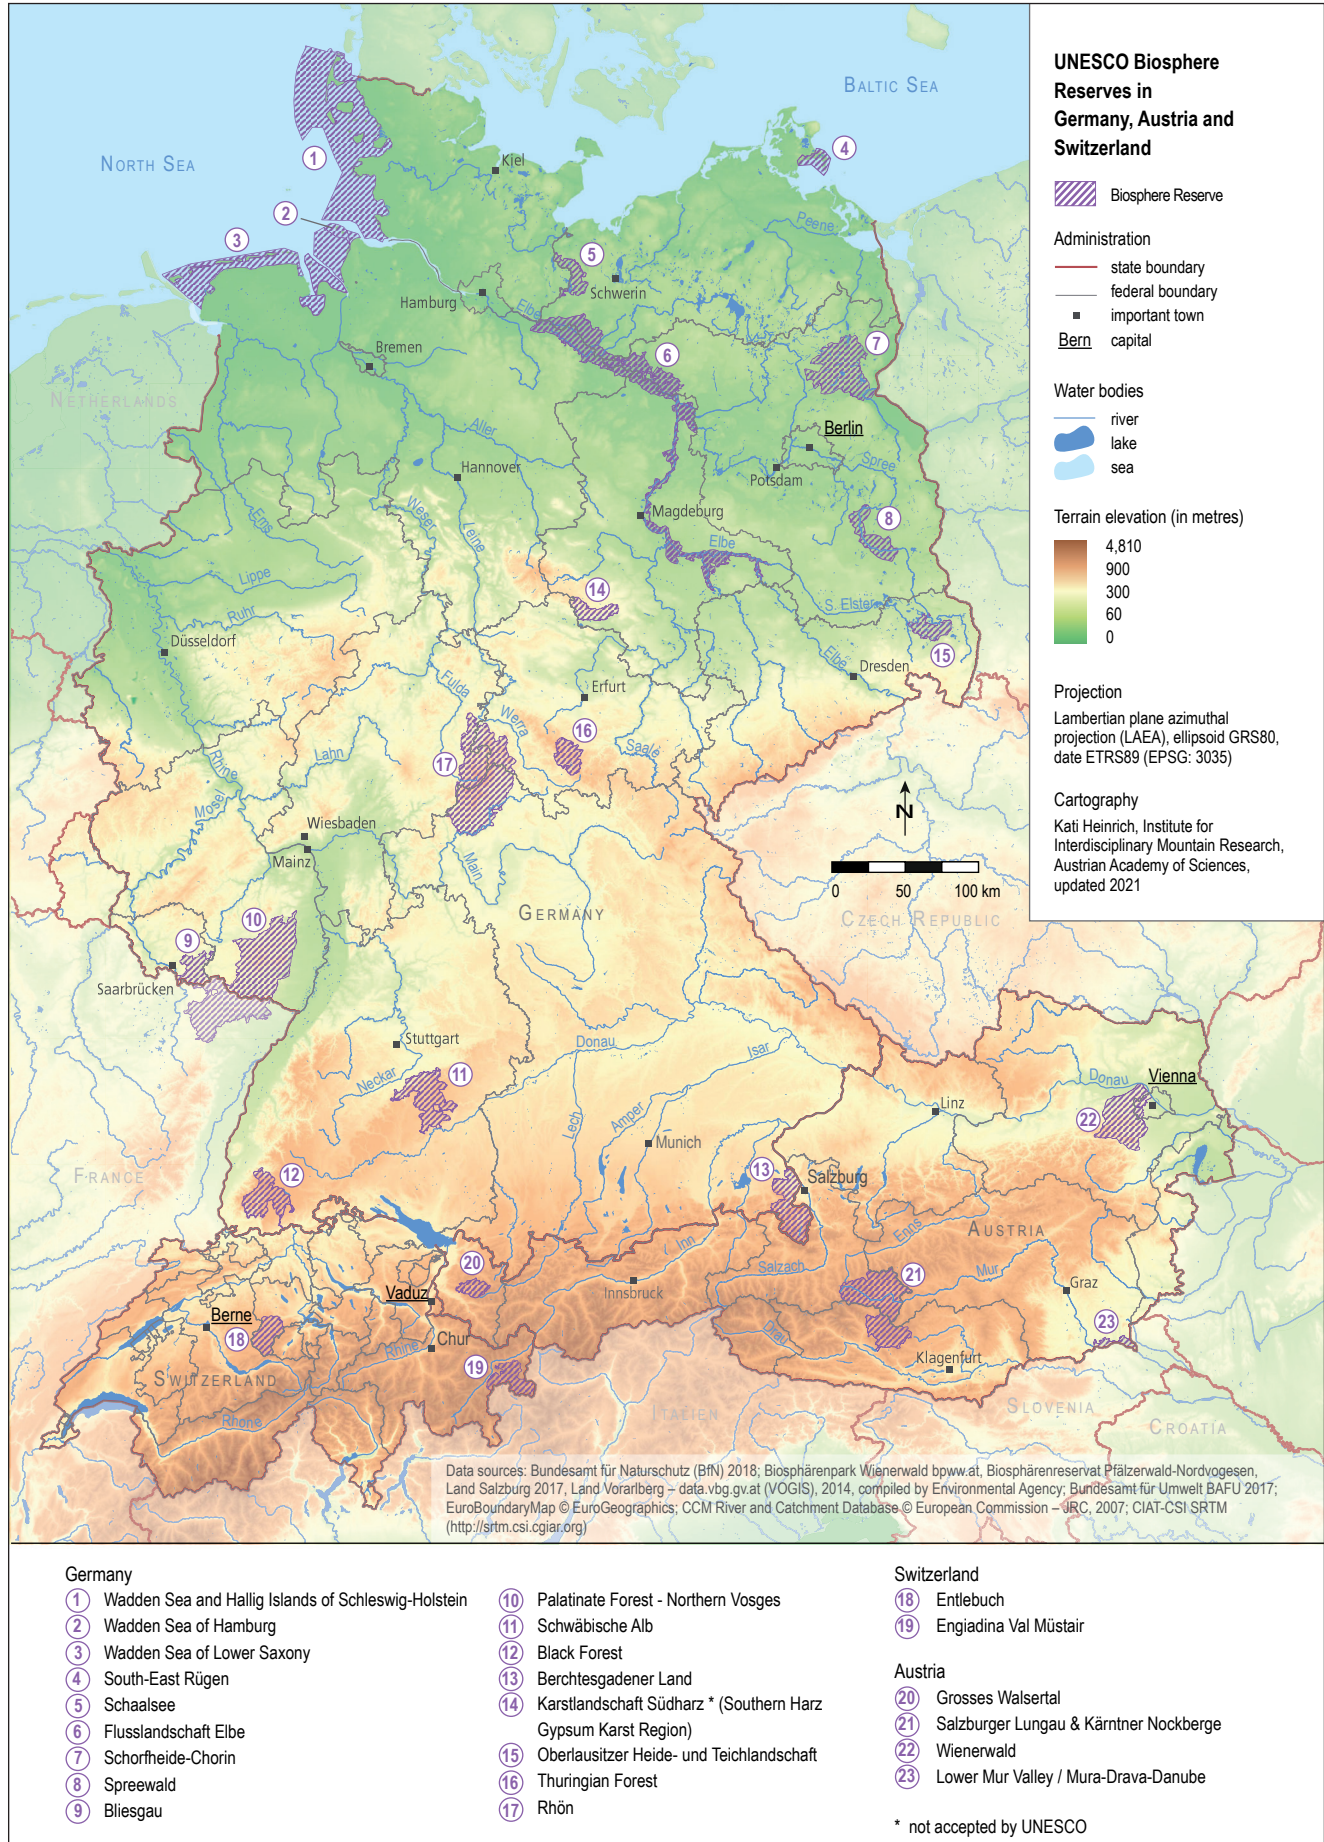 BALTIC SEA
NORTH SEA
1
2
3
4
5
6
7
8
9
10
11
12
13
14
15
16
17
18
19
20
21
22
23
Kiel
Peene
Schwerin
Hamburg
Elbe
Bremen
NETHERLANDS
Aller
Berlin
Hannover
Spree
Potsdam
Weser
Ems
Leine
Magdeburg
Elbe
Lippe
Ruhr
S. Elster
Düsseldorf
Elbe
Dresden
Fulda
Erfurt
Werra
Saale
Lahn
Rhine
Mosel
Wiesbaden
Mainz
Main
GERMANY
CZECH REPUBLIC
Saarbrücken
Stuttgart
Donau
Isar
Neckar
Donau
Vienna
Linz
Lech
Amper
Munich
FRANCE
Salzburg
Enns
AUSTRIA
Inn
Salzach
Mur
Graz
Vaduz
Innsbruck
Berne
Chur
Rhine
Drau
Klagenfurt
SWITZERLAND
Rhone
ITALIEN
SLOVENIA
CROATIA
N
0 50 100 km
UNESCO Biosphere
Reserves in
Germany, Austria and
Switzerland
Biosphere Reserve
Administration
state boundary
federal boundary
important town
Bern capital
Water bodies
river
lake
sea
Terrain elevation (in metres)
4,810
900
300
60
0
Projection
Lambertian plane azimuthal
projection (LAEA), ellipsoid GRS80,
date ETRS89 (EPSG: 3035)
Cartography
Kati Heinrich, Institute for
Interdisciplinary Mountain Research,
Austrian Academy of Sciences,
updated 2021
Data sources: Bundesamt für Naturschutz (BfN) 2018; Biosphärenpark Wienerwald bpww.at, Biosphärenreservat Pfälzerwald-Nordvogesen,
Land Salzburg 2017, Land Vorarlberg – data.vbg.gv.at (VOGIS), 2014, compiled by Environmental Agency; Bundesamt für Umwelt BAFU 2017;
EuroBoundaryMap © EuroGeographics; CCM River and Catchment Database © European Commission – JRC, 2007; CIAT-CSI SRTM
(http://srtm.csi.cgiar.org)
Germany
1 Wadden Sea and Hallig Islands of Schleswig-Holstein
2 Wadden Sea of Hamburg
3 Wadden Sea of Lower Saxony
4 South-East Rügen
5 Schaalsee
6 Flusslandschaft Elbe
7 Schorfheide-Chorin
8 Spreewald
9 Bliesgau
10 Palatinate Forest - Northern Vosges
11 Schwäbische Alb
12 Black Forest
13 Berchtesgadener Land
14 Karstlandschaft Südharz * (Southern Harz
Gypsum Karst Region)
15 Oberlausitzer Heide- und Teichlandschaft
16 Thuringian Forest
17 Rhön
Switzerland
18 Entlebuch
19 Engiadina Val Müstair
Austria
20 Grosses Walsertal
21 Salzburger Lungau & Kärntner Nockberge
22 Wienerwald
23 Lower Mur Valley / Mura-Drava-Danube
* not accepted by UNESCO